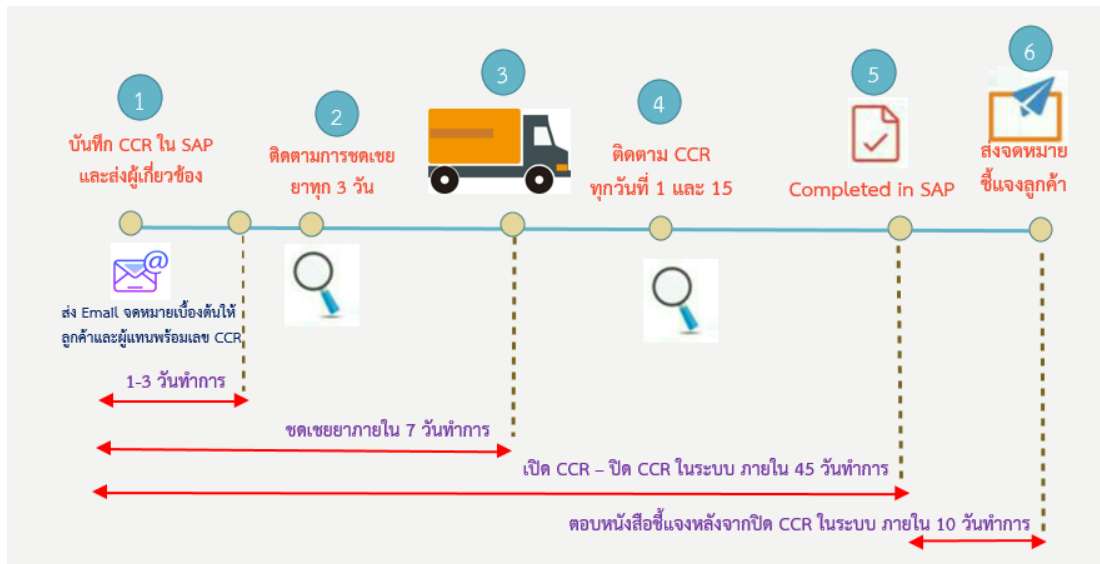 1
บันทึก CCR ใน SAP
และส่งผู้เกี่ยวข้อง
2
ติดตามการชดเชย
ยาทุก 3 วัน
3
4
ติดตาม CCR
ทุกวันที่ 1 และ 15
5
Completed in SAP
6
ส่งจดหมาย
ชี้แจงลูกค้า
@
ส่ง Email จดหมายเบื้องต้นให้
ลูกค้าและผู้แทนพร้อมเลข CCR
1-3 วันทำการ
ชดเชยยาภายใน 7 วันทำการ
เปิด CCR – ปิด CCR ในระบบ ภายใน 45 วันทำการ
ตอบหนังสือชี้แจงหลังจากปิด CCR ในระบบ ภายใน 10 วันทำการ